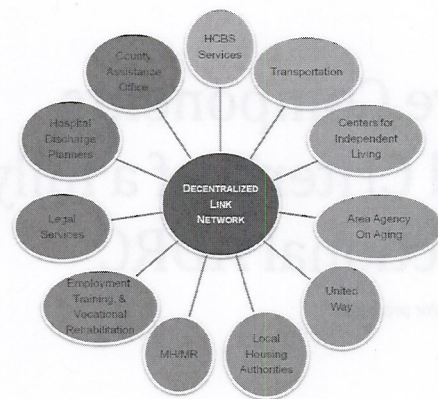 HCBS
Services
Transportation
Centers for
Independent
Living
Area Agency
On Aging
United
Way
Local
Housing
Authorities
MH/MR
Employment
Training, &
Vocational
Rehabilitation
Legal
Services
Hospital
Discharge
Planners
County
Assistance
Office
DECENTRALIZED
LINK
NETWORK